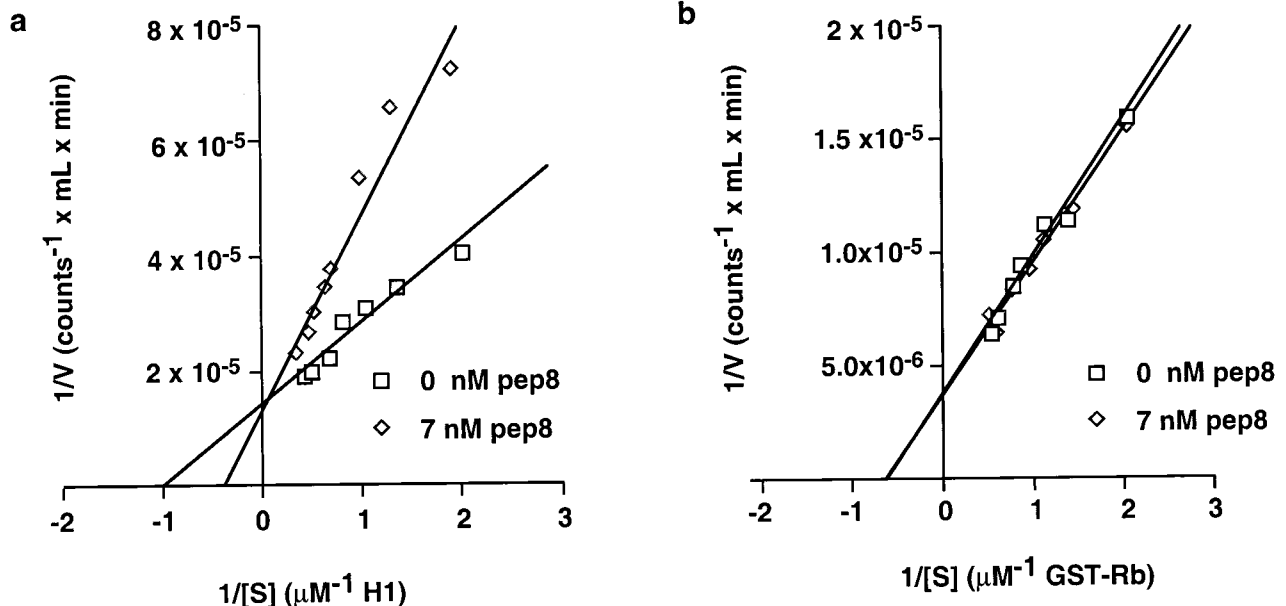 a
1/V (counts⁻¹ x mL x min)
8 x 10⁻⁵
6 x 10⁻⁵
4 x 10⁻⁵
2 x 10⁻⁵
0 nM pep8
7 nM pep8
-2 -1 0 1 2 3
1/[S] (μM⁻¹ H1)
b
1/V (counts⁻¹ x mL x min)
2 x 10⁻⁵
1.5x10⁻⁵
1.0x10⁻⁵
5.0x10⁻⁶
0 nM pep8
7 nM pep8
-2 -1 0 1 2 3
1/[S] (μM⁻¹ GST-Rb)